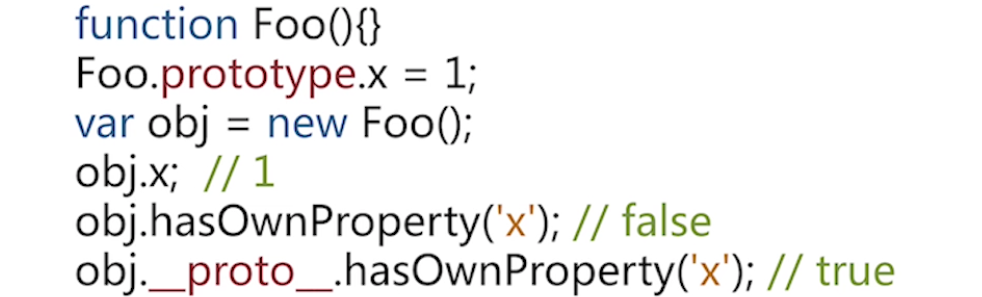 function Foo(){}
Foo.prototype.x = 1;
var obj = new Foo();
obj.x;  // 1
obj.hasOwnProperty('x'); // false
obj.__proto__.hasOwnProperty('x'); // true